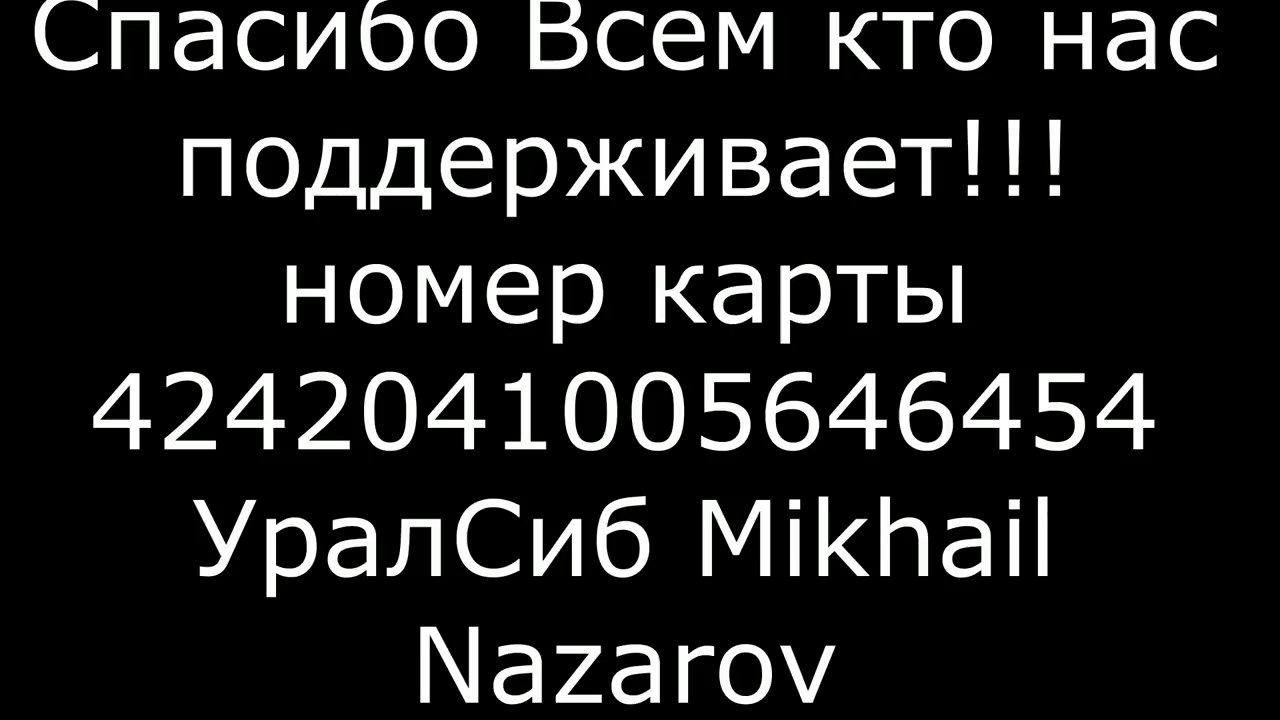 Спасибо Всем кто нас
поддерживает!!!
номер карты
4242041005646454
УралСиб Mikhail
Nazarov